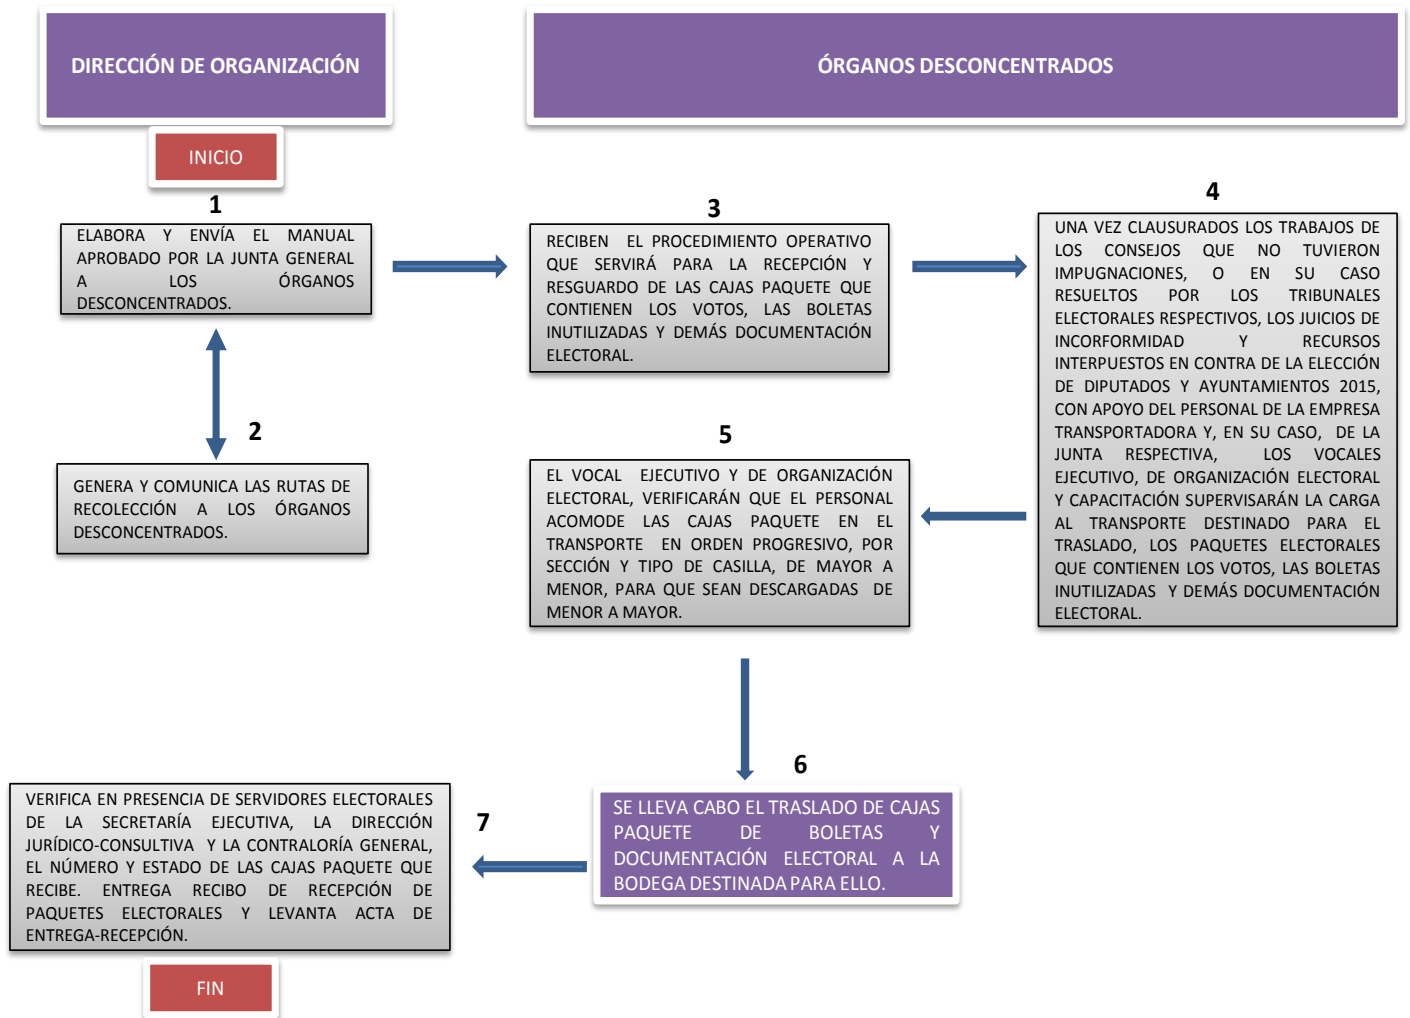 DIRECCIÓN DE ORGANIZACIÓN
ÓRGANOS DESCONCENTRADOS
INICIO
1
ELABORA Y ENVÍA EL MANUAL
APROBADO POR LA JUNTA GENERAL
A LOS ÓRGANOS
DESCONCENTRADOS.
2
GENERA Y COMUNICA LAS RUTAS DE
RECOLECCIÓN A LOS ÓRGANOS
DESCONCENTRADOS.
3
RECIBEN EL PROCEDIMIENTO OPERATIVO
QUE SERVIRÁ PARA LA RECEPCIÓN Y
RESGUARDO DE LAS CAJAS PAQUETE QUE
CONTIENEN LOS VOTOS, LAS BOLETAS
INUTILIZADAS Y DEMÁS DOCUMENTACIÓN
ELECTORAL.
4
UNA VEZ CLAUSURADOS LOS TRABAJOS DE
LOS CONSEJOS QUE NO TUVIERON
IMPUGNACIONES, O EN SU CASO
RESUELTOS POR LOS TRIBUNALES
ELECTORALES RESPECTIVOS, LOS JUICIOS DE
INCORFORMIDAD Y RECURSOS
INTERPUESTOS EN CONTRA DE LA ELECCIÓN
DE DIPUTADOS Y AYUNTAMIENTOS 2015,
CON APOYO DEL PERSONAL DE LA EMPRESA
TRANSPORTADORA Y, EN SU CASO, DE LA
JUNTA RESPECTIVA, LOS VOCALES
EJECUTIVO, DE ORGANIZACIÓN ELECTORAL
Y CAPACITACIÓN SUPERVISARÁN LA CARGA
AL TRANSPORTE DESTINADO PARA EL
TRASLADO, LOS PAQUETES ELECTORALES
QUE CONTIENEN LOS VOTOS, LAS BOLETAS
INUTILIZADAS Y DEMÁS DOCUMENTACIÓN
ELECTORAL.
5
EL VOCAL EJECUTIVO Y DE ORGANIZACIÓN
ELECTORAL, VERIFICARÁN QUE EL PERSONAL
ACOMODE LAS CAJAS PAQUETE EN EL
TRANSPORTE EN ORDEN PROGRESIVO, POR
SECCIÓN Y TIPO DE CASILLA, DE MAYOR A
MENOR, PARA QUE SEAN DESCARGADAS DE
MENOR A MAYOR.
6
SE LLEVA CABO EL TRASLADO DE CAJAS
PAQUETE DE BOLETAS Y
DOCUMENTACIÓN ELECTORAL A LA
BODEGA DESTINADA PARA ELLO.
7
VERIFICA EN PRESENCIA DE SERVIDORES ELECTORALES
DE LA SECRETARÍA EJECUTIVA, LA DIRECCIÓN
JURÍDICO-CONSULTIVA Y LA CONTRALORÍA GENERAL,
EL NÚMERO Y ESTADO DE LAS CAJAS PAQUETE QUE
RECIBE. ENTREGA RECIBO DE RECEPCIÓN DE
PAQUETES ELECTORALES Y LEVANTA ACTA DE
ENTREGA-RECEPCIÓN.
FIN